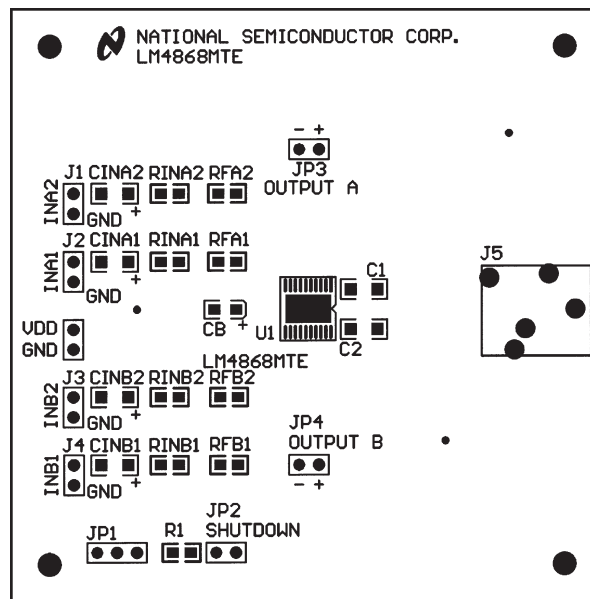 NATIONAL SEMICONDUCTOR CORP.
LM4868MTE
- +
JP3
OUTPUT A
J1 CINA2 RINA2 RFA2
INA2
GND +
J2 CINA1 RINA1 RFA1
INA1
GND +
J5
C1
VDD
GND
CB +
U1
C2
LM4868MTE
J3 CINB2 RINB2 RFB2
INB2
GND +
JP4
OUTPUT B
J4 CINB1 RINB1 RFB1
INB1
GND +
- +
JP2
SHUTDOWN
JP1
R1